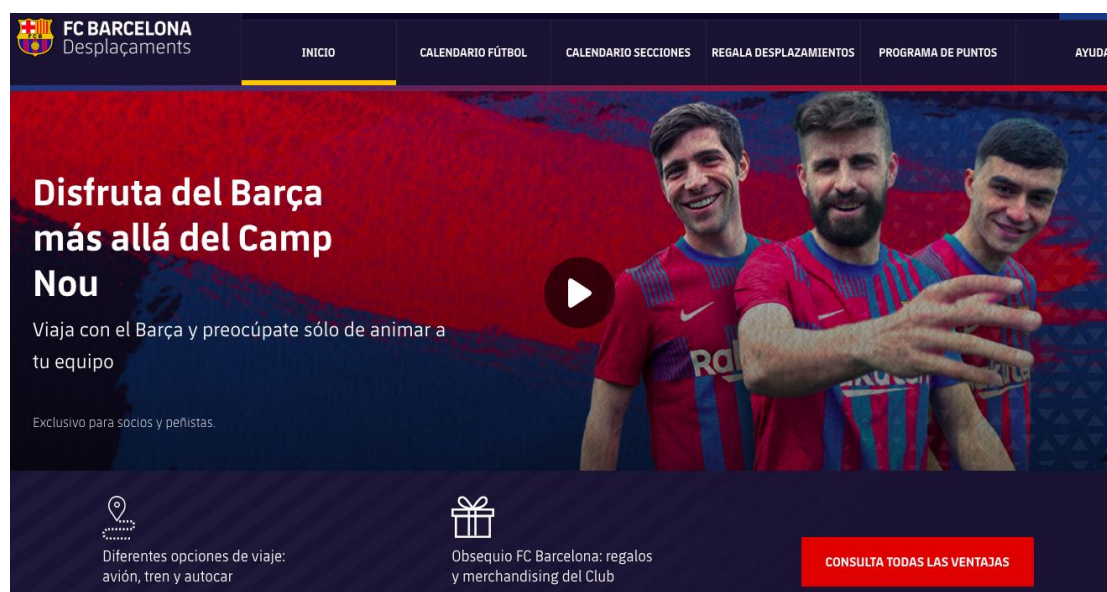 FC BARCELONA
Desplaçaments
INICIO
CALENDARIO FÚTBOL
CALENDARIO SECCIONES
REGALA DESPLAZAMIENTOS
PROGRAMA DE PUNTOS
AYUDA
Disfruta del Barça
más allá del Camp
Nou
Viaja con el Barça y preocúpate sólo de animar a
tu equipo
Exclusivo para socios y peñistas.
Diferentes opciones de viaje:
avión, tren y autocar
Obsequio FC Barcelona: regalos
y merchandising del Club
CONSULTA TODAS LAS VENTAJAS